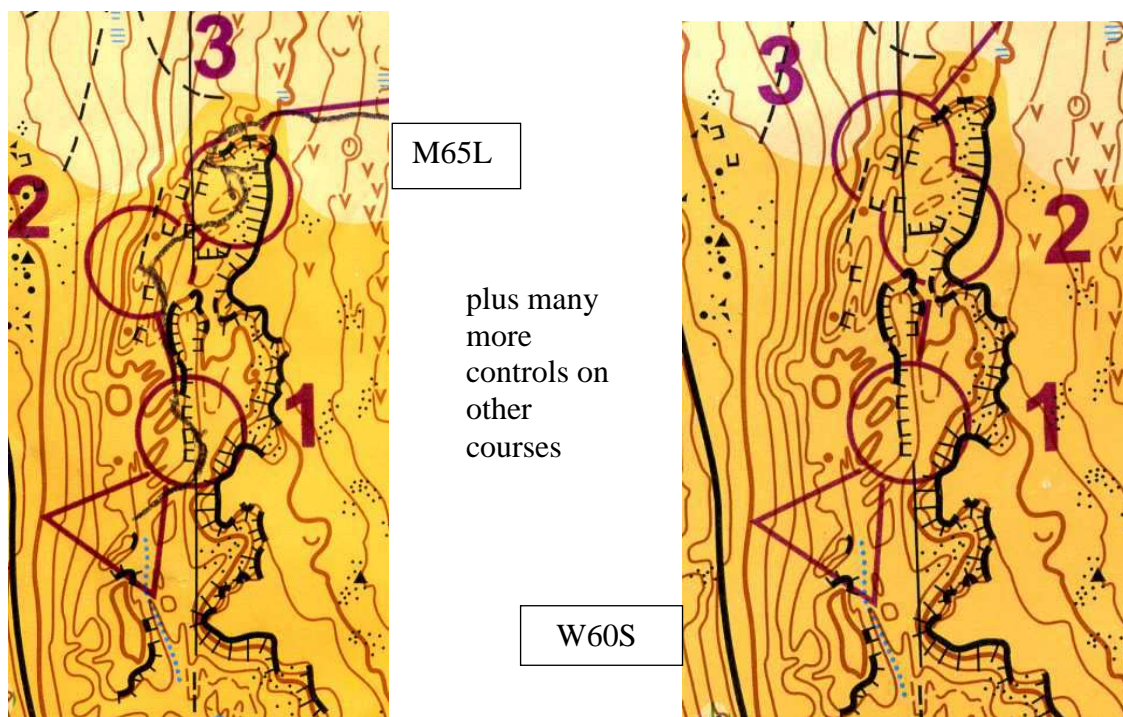 3
2
1
M65L
plus many
more
controls on
other
courses
W60S
3
2
1